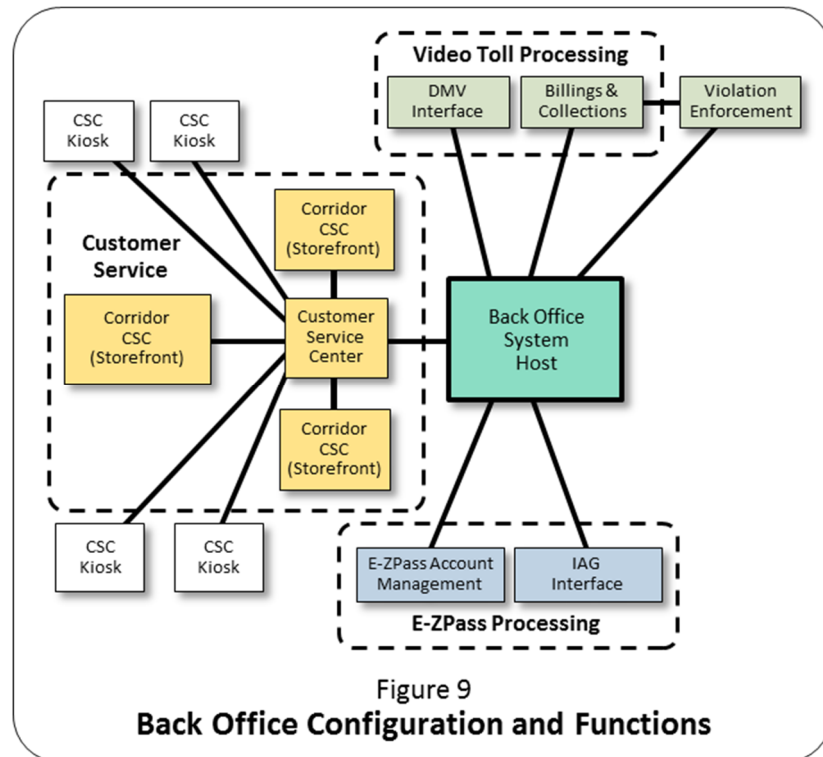 Video Toll Processing
DMV
Interface
Billings &
Collections
Violation
Enforcement
CSC
Kiosk
CSC
Kiosk
Customer
Service
Corridor
CSC
(Storefront)
Corridor
CSC
(Storefront)
Customer
Service
Center
Back Office
System
Host
Corridor
CSC
(Storefront)
CSC
Kiosk
CSC
Kiosk
E-ZPass Account
Management
IAG
Interface
E-ZPass Processing
Figure 9
Back Office Configuration and Functions